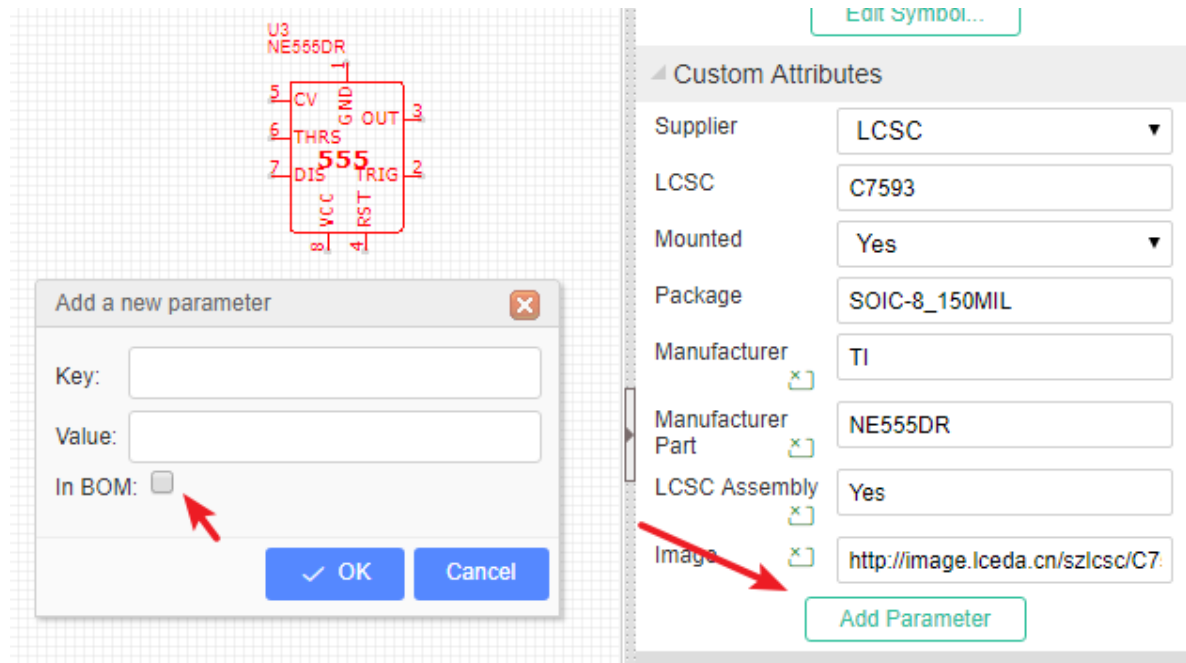 U3
NE555DR
1
5
CV
GND
OUT
3
6
THRS
555
7
DIS
TRIG
2
VCC
RST
8
4
Add a new parameter
Key:
Value:
In BOM:
OK
Cancel
Edit Symbol...
Custom Attributes
Supplier
LCSC
LCSC
C7593
Mounted
Yes
Package
SOIC-8_150MIL
Manufacturer
TI
Manufacturer
Part
NE555DR
LCSC Assembly
Yes
Image
http://image.lceda.cn/szlcsc/C7
Add Parameter